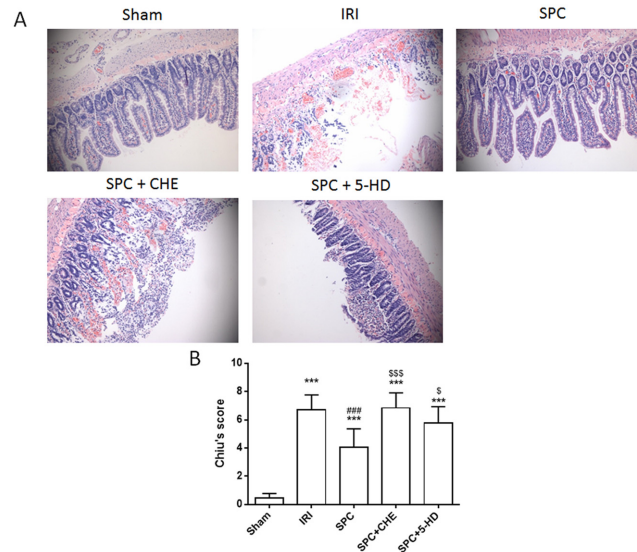 A
Sham
IRI
SPC
SPC + CHE
SPC + 5-HD
B
10
8
6
4
2
0
Chiu's score
***
###
***
$$$
***
$
***
Sham
IRI
SPC
SPC+CHE
SPC+5-HD